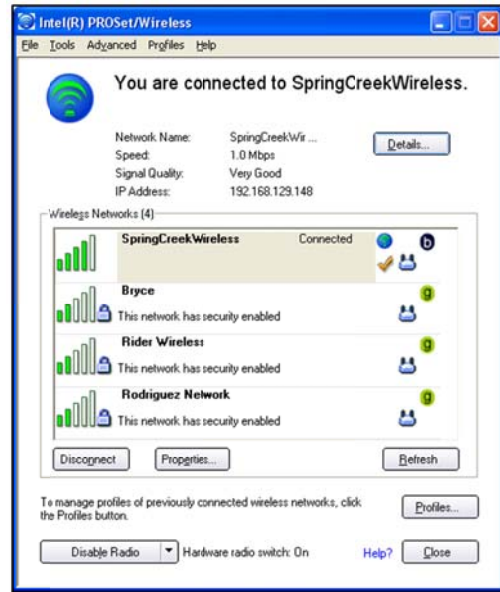 Intel(R) PROSet/Wireless
File Tools Advanced Profiles Help
You are connected to SpringCreekWireless.
Network Name: SpringCreekWir ...
Speed: 1.0 Mbps
Signal Quality: Very Good
IP Address: 192.168.129.148
Details...
Wireless Networks (4)
SpringCreekWireless Connected
b
Bryce
g
This network has security enabled
Rider Wireless
g
This network has security enabled
Rodriguez Network
g
This network has security enabled
Disconnect Properties... Refresh
To manage profiles of previously connected wireless networks, click
the Profiles button.
Profiles...
Disable Radio Hardware radio switch: On Help? Close